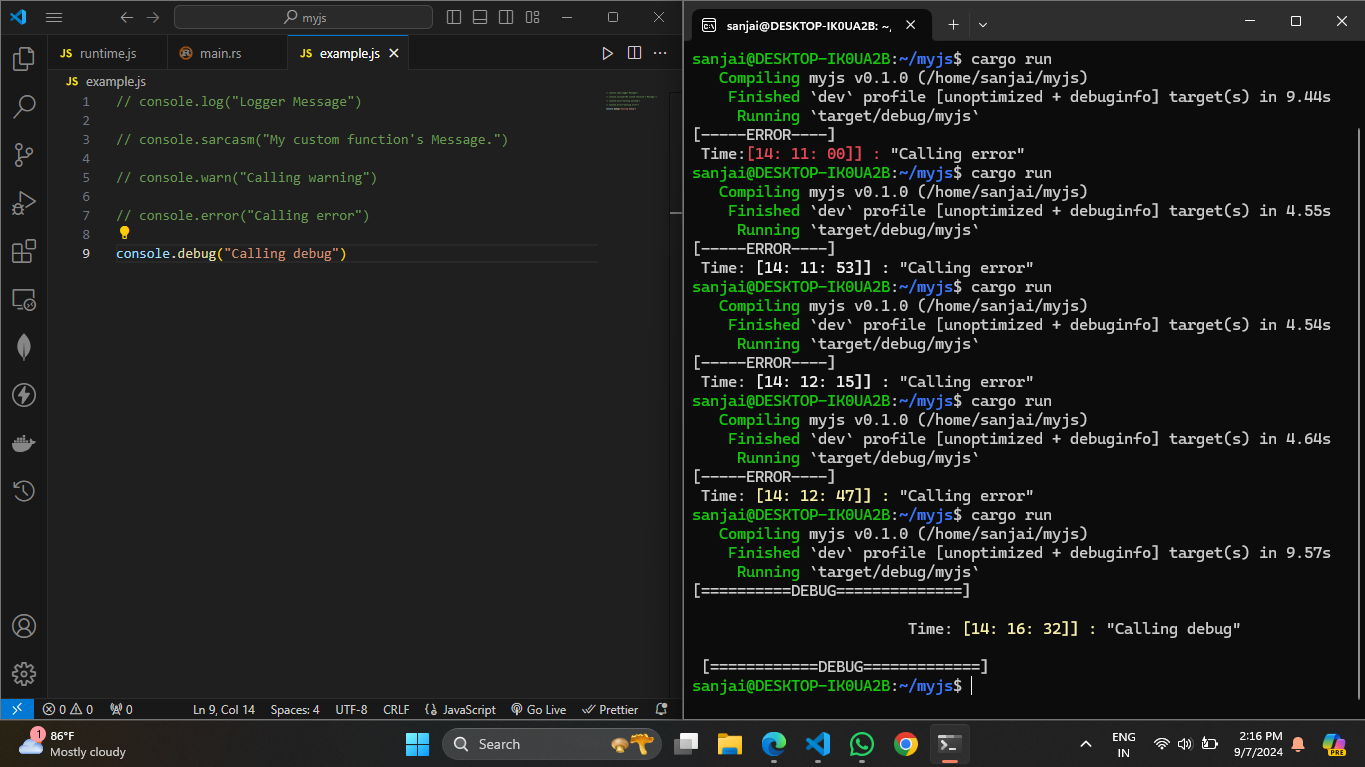 myjs
runtime.js
main.rs
example.js
example.js
1 // console.log("Logger Message")
2
3 // console.sarcasm("My custom function's Message.")
4
5 // console.warn("Calling warning")
6
7 // console.error("Calling error")
8
9 console.debug("Calling debug")
0 0 0 Ln 9, Col 14 Spaces: 4 UTF-8 CRLF {} JavaScript Go Live Prettier
sanjai@DESKTOP-IK0UA2B: ~,
sanjai@DESKTOP-IK0UA2B:~/myjs$ cargo run
Compiling myjs v0.1.0 (/home/sanjai/myjs)
Finished `dev` profile [unoptimized + debuginfo] target(s) in 9.44s
Running `target/debug/myjs`
[-----ERROR----]
Time:[14: 11: 00]] : "Calling error"
sanjai@DESKTOP-IK0UA2B:~/myjs$ cargo run
Compiling myjs v0.1.0 (/home/sanjai/myjs)
Finished `dev` profile [unoptimized + debuginfo] target(s) in 4.55s
Running `target/debug/myjs`
[-----ERROR----]
Time: [14: 11: 53]] : "Calling error"
sanjai@DESKTOP-IK0UA2B:~/myjs$ cargo run
Compiling myjs v0.1.0 (/home/sanjai/myjs)
Finished `dev` profile [unoptimized + debuginfo] target(s) in 4.54s
Running `target/debug/myjs`
[-----ERROR----]
Time: [14: 12: 15]] : "Calling error"
sanjai@DESKTOP-IK0UA2B:~/myjs$ cargo run
Compiling myjs v0.1.0 (/home/sanjai/myjs)
Finished `dev` profile [unoptimized + debuginfo] target(s) in 4.64s
Running `target/debug/myjs`
[-----ERROR----]
Time: [14: 12: 47]] : "Calling error"
sanjai@DESKTOP-IK0UA2B:~/myjs$ cargo run
Compiling myjs v0.1.0 (/home/sanjai/myjs)
Finished `dev` profile [unoptimized + debuginfo] target(s) in 9.57s
Running `target/debug/myjs`
[==========DEBUG==============]
Time: [14: 16: 32]] : "Calling debug"
[============DEBUG=============]
sanjai@DESKTOP-IK0UA2B:~/myjs$
1
86°F
Mostly cloudy
Search
ENG
IN
2:16 PM
9/7/2024
PRE